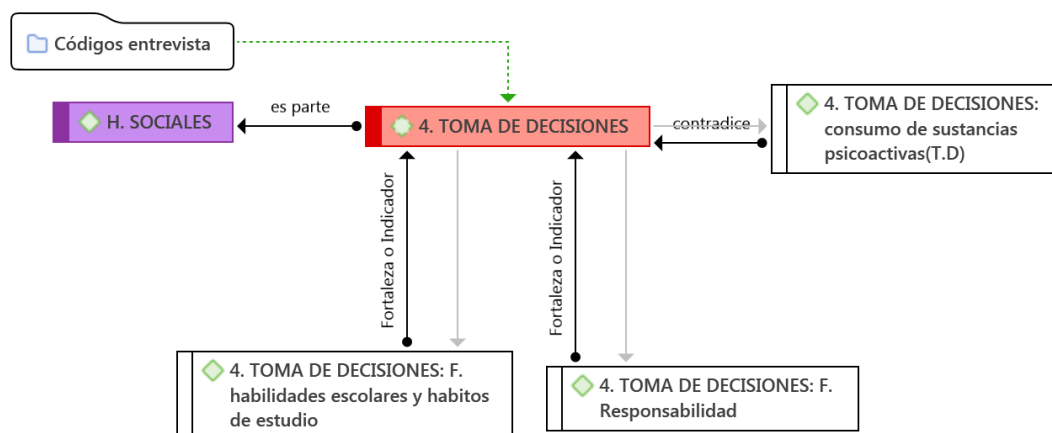 Códigos entrevista
es parte
H. SOCIALES
4. TOMA DE DECISIONES
contradice
4. TOMA DE DECISIONES:
consumo de sustancias
psicoactivas(T.D)
Fortaleza o Indicador
Fortaleza o Indicador
4. TOMA DE DECISIONES: F.
habilidades escolares y habitos
de estudio
4. TOMA DE DECISIONES: F.
Responsabilidad